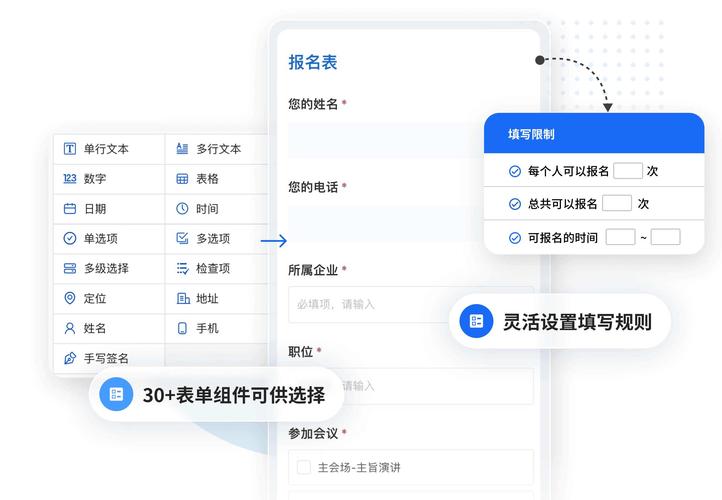 报名表
您的姓名 *
您的电话 *
所属企业 *
必填项，请输入
职位 *
请输入
参加会议 *
主会场-主旨演讲
单行文本
多行文本
123 数字
表格
日期
时间
单选项
多选项
多级选择
检查项
定位
地址
姓名
手机
手写签名
30+表单组件可供选择
填写限制
每个人可以报名 次
总共可以报名 次
可报名的时间 ~
灵活设置填写规则